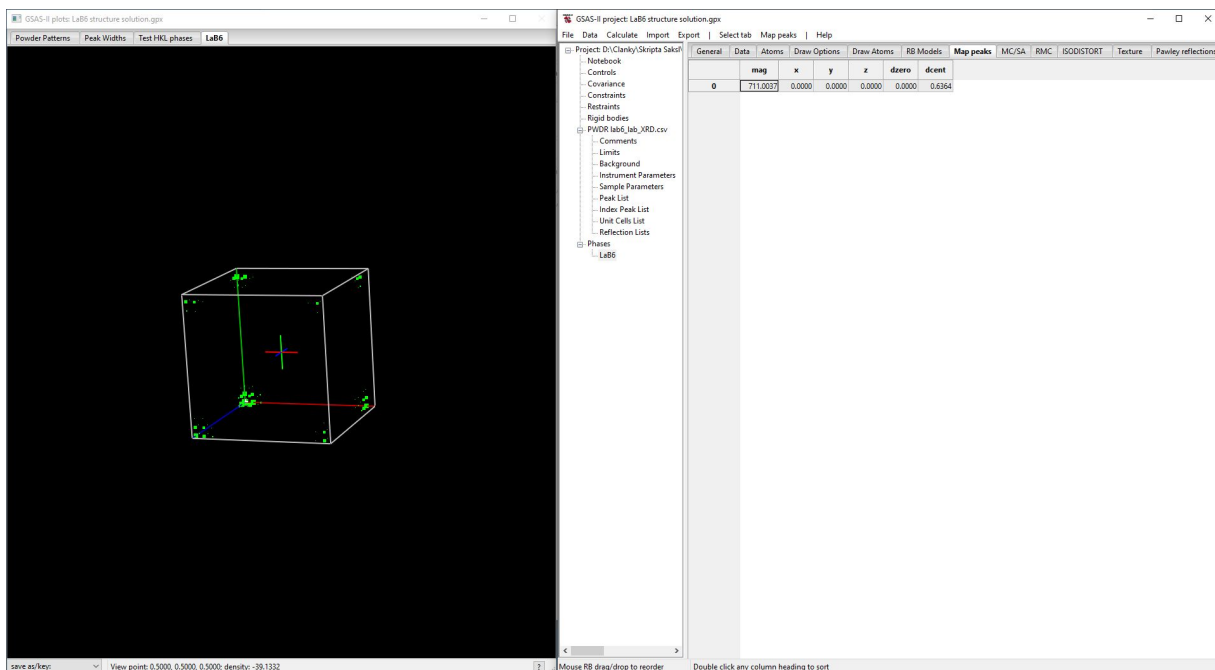 GSAS-II plots: LaB6 structure solution.gpx
Powder Patterns Peak Widths Test HKL phases LaB6
save as/key: View point: 0.5000, 0.5000, 0.5000; density: -39.1332 ?
GSAS-II project: LaB6 structure solution.gpx
File Data Calculate Import Export | Select tab Map peaks | Help
Project: D:\Clanky\Skripta Saksl\
Notebook
Controls
Covariance
Constraints
Restraints
Rigid bodies
PWDR lab6_lab_XRD.csv
Comments
Limits
Background
Instrument Parameters
Sample Parameters
Peak List
Index Peak List
Unit Cells List
Reflection Lists
Phases
LaB6
General Data Atoms Draw Options Draw Atoms RB Models Map peaks MC/SA RMC ISODISTORT Texture Pawley reflections
mag x y z dzero dcent
0 711.0037 0.0000 0.0000 0.0000 0.0000 0.6364
Mouse RB drag/drop to reorder Double click any column heading to sort